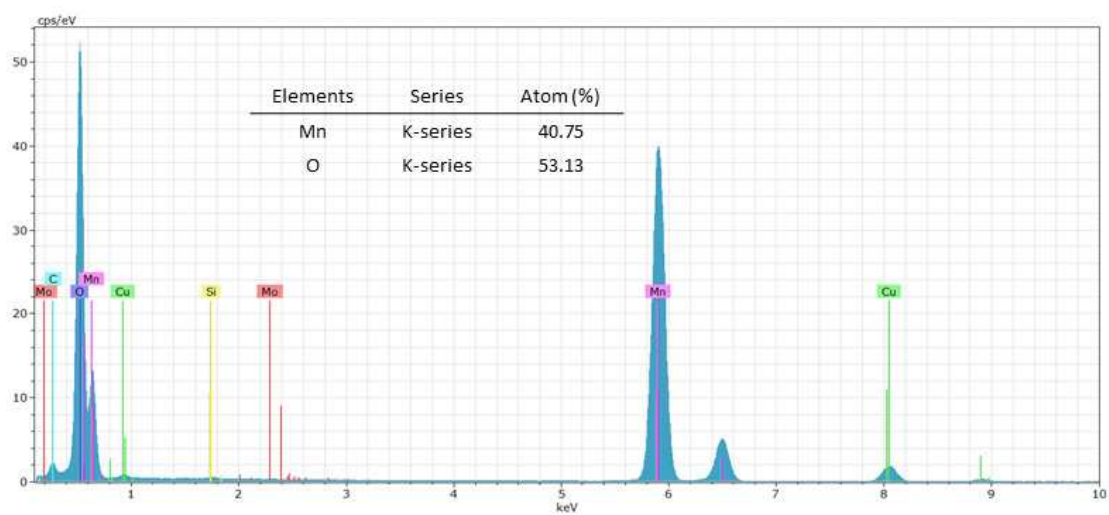 cps/eV
50
40
30
20
10
0
Elements Series Atom (%)
Mn K-series 40.75
O K-series 53.13
C Mn
Mo O Cu Si Mo Mn Cu
1 2 3 4 5 6 7 8 9 10
keV